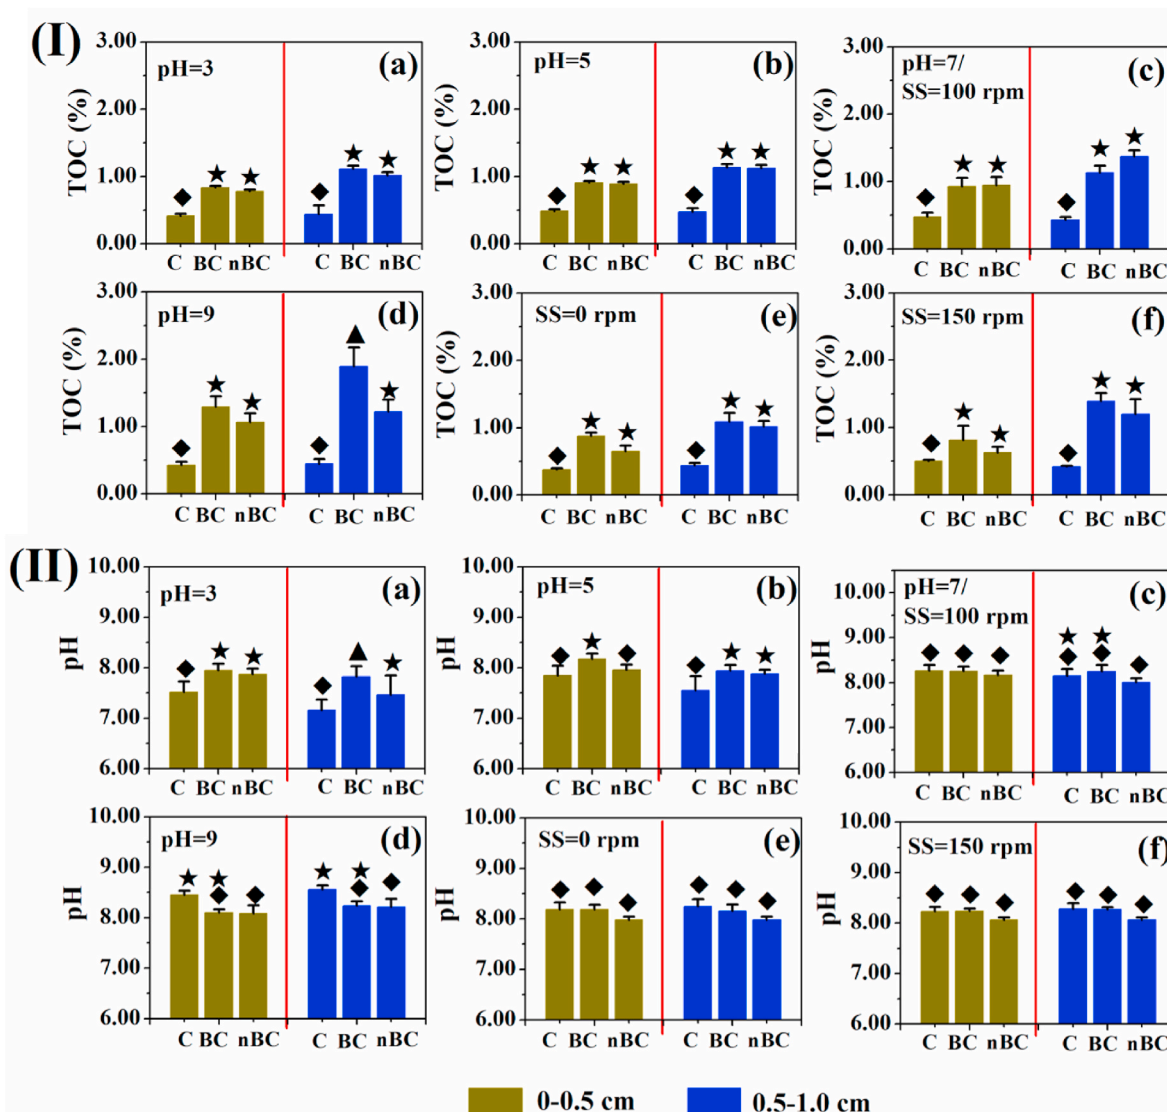 (I)
3.00
2.00
1.00
0.00
TOC (%)
pH=3
(a)
C BC nBC C BC nBC
3.00
2.00
1.00
0.00
TOC (%)
pH=5
(b)
C BC nBC C BC nBC
3.00
2.00
1.00
0.00
TOC (%)
pH=7/
SS=100 rpm
(c)
C BC nBC C BC nBC
3.00
2.00
1.00
0.00
TOC (%)
pH=9
(d)
C BC nBC C BC nBC
3.00
2.00
1.00
0.00
TOC (%)
SS=0 rpm
(e)
C BC nBC C BC nBC
3.00
2.00
1.00
0.00
TOC (%)
SS=150 rpm
(f)
C BC nBC C BC nBC
(II)
10.00
9.00
8.00
7.00
6.00
pH
pH=3
(a)
C BC nBC C BC nBC
10.00
9.00
8.00
7.00
6.00
pH
pH=5
(b)
C BC nBC C BC nBC
10.00
9.00
8.00
7.00
6.00
pH
pH=7/
SS=100 rpm
(c)
C BC nBC C BC nBC
10.00
9.00
8.00
7.00
6.00
pH
pH=9
(d)
C BC nBC C BC nBC
10.00
9.00
8.00
7.00
6.00
pH
SS=0 rpm
(e)
C BC nBC C BC nBC
10.00
9.00
8.00
7.00
6.00
pH
SS=150 rpm
(f)
C BC nBC C BC nBC
0-0.5 cm
0.5-1.0 cm